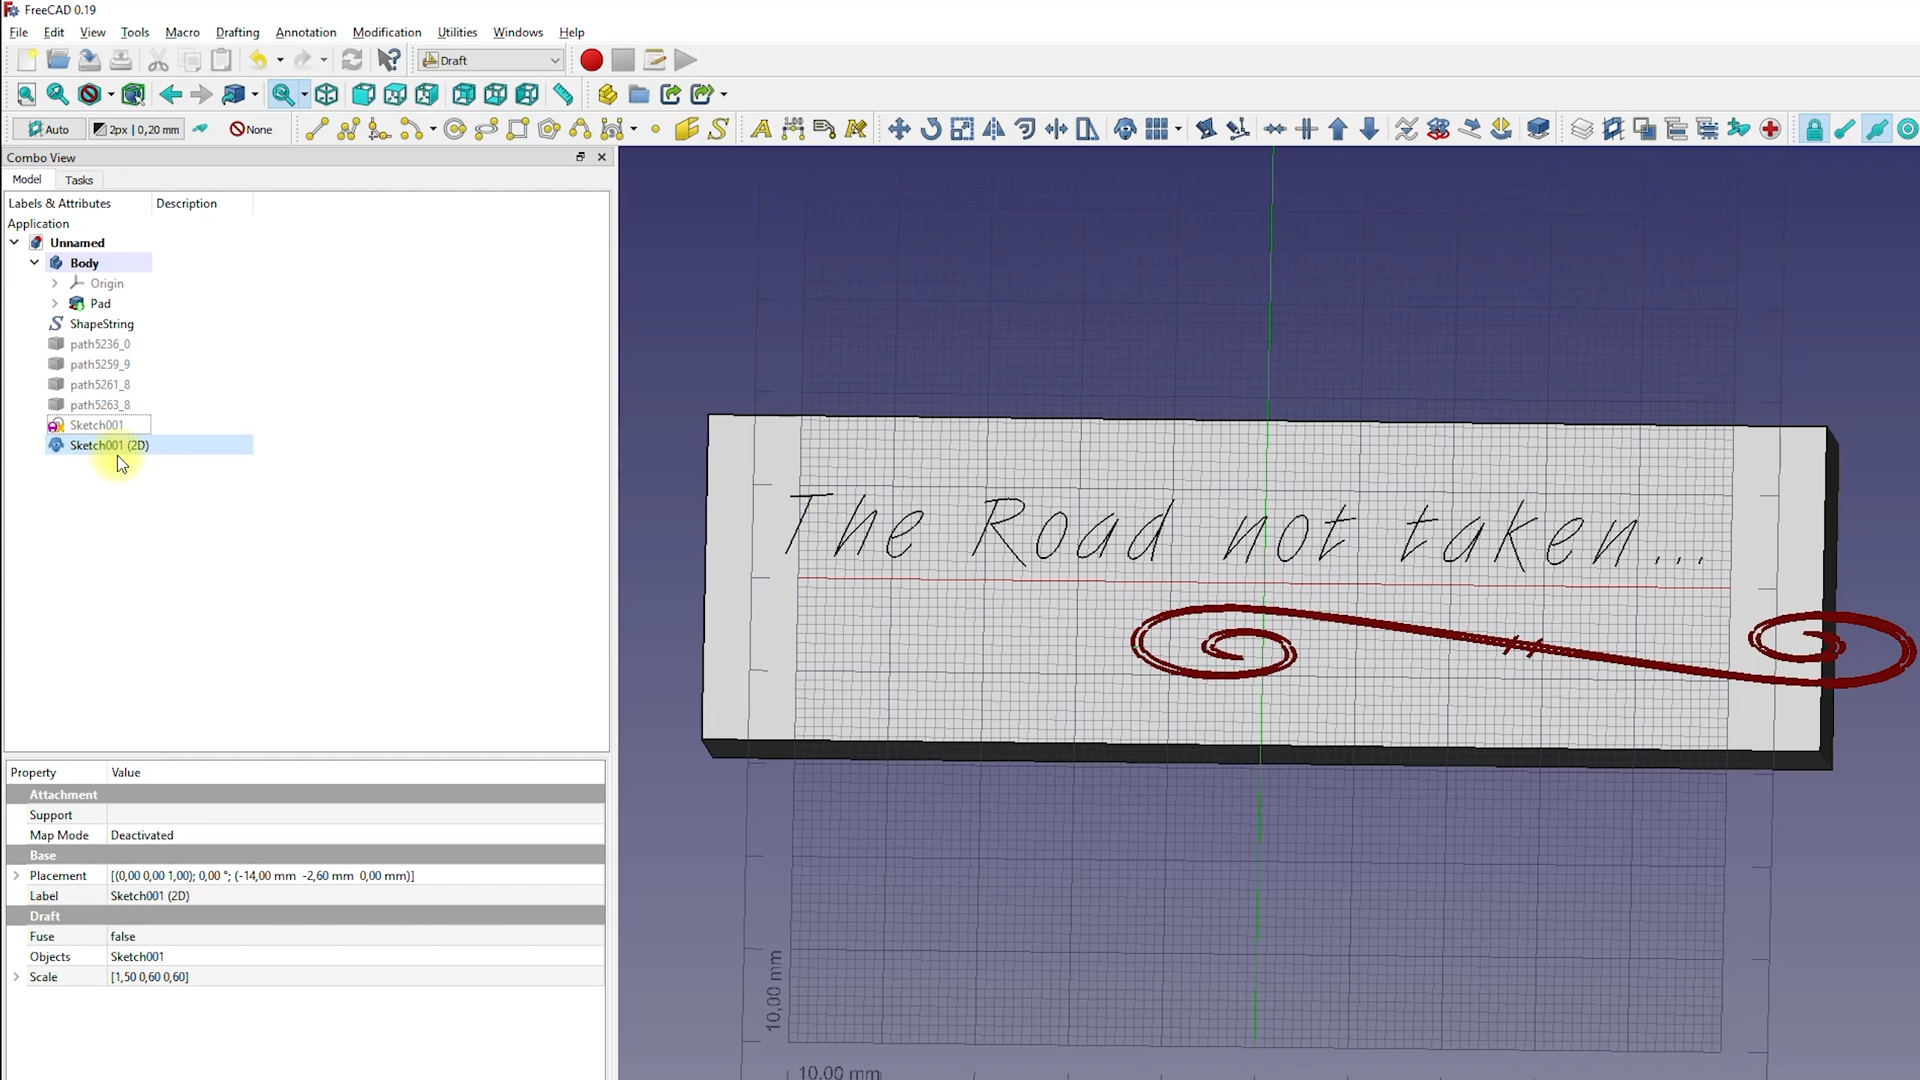 FreeCAD 0.19
File Edit View Tools Macro Drafting Annotation Modification Utilities Windows Help
Draft
Auto 2px | 0,20 mm None
Combo View
Model Tasks
Labels & Attributes Description
Application
Unnamed
Body
Origin
Pad
ShapeString
path5236_0
path5259_9
path5261_8
path5263_8
Sketch001
Sketch001 (2D)
The Road not taken...
Property Value
Attachment
Support
Map Mode Deactivated
Base
Placement [(0,00 0,00 1,00); 0,00 °; (-14,00 mm -2,60 mm 0,00 mm)]
Label Sketch001 (2D)
Draft
Fuse false
Objects Sketch001
Scale [1,50 0,60 0,60]
10,00 mm
10,00 mm